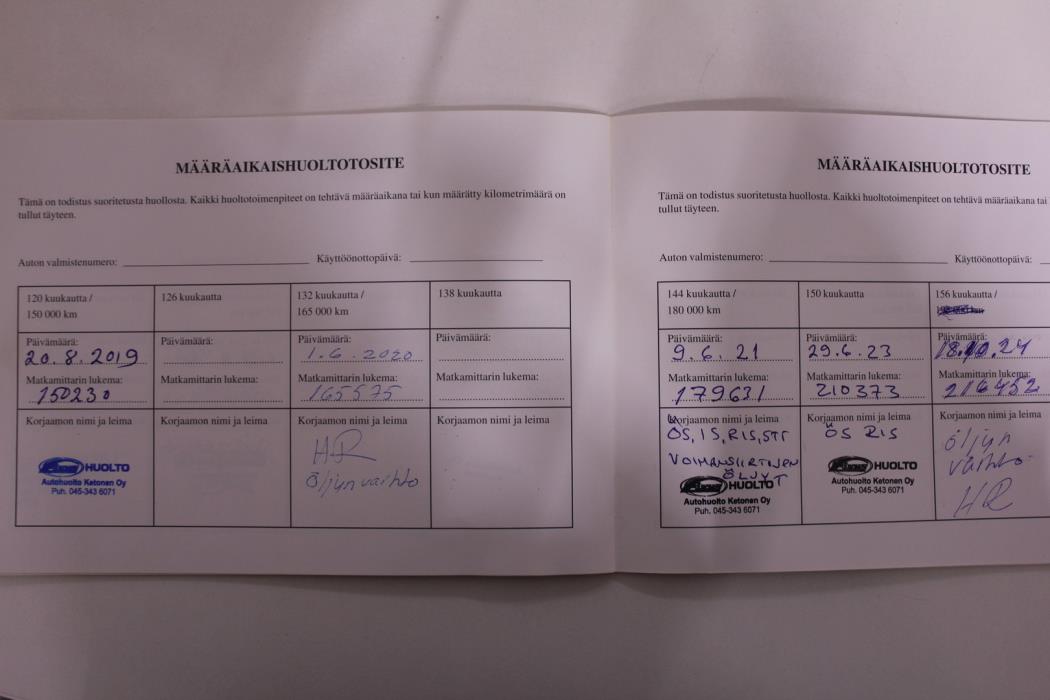 MÄÄRÄAIKAISHUOLTOTOSITE
Tämä on todistus suoritetusta huollosta. Kaikki huoltotoimenpiteet on tehtävä määräaikana tai kun määrätty kilometrimäärä on
tullut täyteen.
Auton valmistenumero: Käyttöönottopäivä:
120 kuukautta /
150 000 km
Päivämäärä:
20.8.2019
Matkamittarin lukema:
150230
Korjaamon nimi ja leima
HUOLTO
Autohuolto Ketonen Oy
Puh. 045-343 6071
126 kuukautta
Päivämäärä:
Matkamittarin lukema:
Korjaamon nimi ja leima
132 kuukautta /
165 000 km
Päivämäärä:
1.6.2020
Matkamittarin lukema:
165575
Korjaamon nimi ja leima
HR
Öljyn vaihto
138 kuukautta
Päivämäärä:
Matkamittarin lukema:
Korjaamon nimi ja leima
MÄÄRÄAIKAISHUOLTOTOSITE
Tämä on todistus suoritetusta huollosta. Kaikki huoltotoimenpiteet on tehtävä määräaikana tai
tullut täyteen.
Auton valmistenumero: Käyttöönottopäivä:
144 kuukautta /
180 000 km
Päivämäärä:
9.6.21
Matkamittarin lukema:
179631
Korjaamon nimi ja leima
ÖS, IS, RIS, STT
VOIMANSIIRTOJEN
ÖLJYT
HUOLTO
Autohuolto Ketonen Oy
Puh. 045-343 6071
150 kuukautta
Päivämäärä:
29.6.23
Matkamittarin lukema:
210373
Korjaamon nimi ja leima
ÖS RIS
HUOLTO
Autohuolto Ketonen Oy
Puh. 045-343 6071
156 kuukautta /
Päivämäärä:
Matkamittarin lukema:
216452
Korjaamon nimi ja leima
öljyn
vaihto
HR